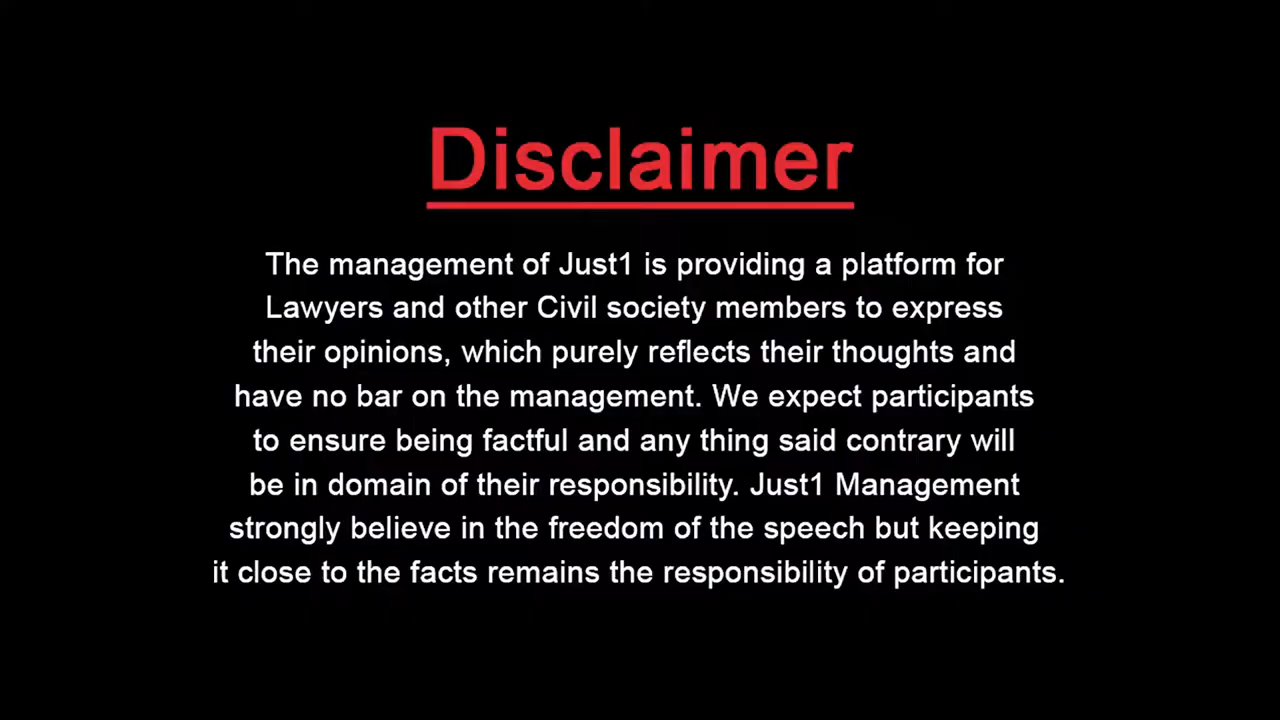 Disclaimer
The management of Just1 is providing a platform for
Lawyers and other Civil society members to express
their opinions, which purely reflects their thoughts and
have no bar on the management. We expect participants
to ensure being factful and any thing said contrary will
be in domain of their responsibility. Just1 Management
strongly believe in the freedom of the speech but keeping
it close to the facts remains the responsibility of participants.